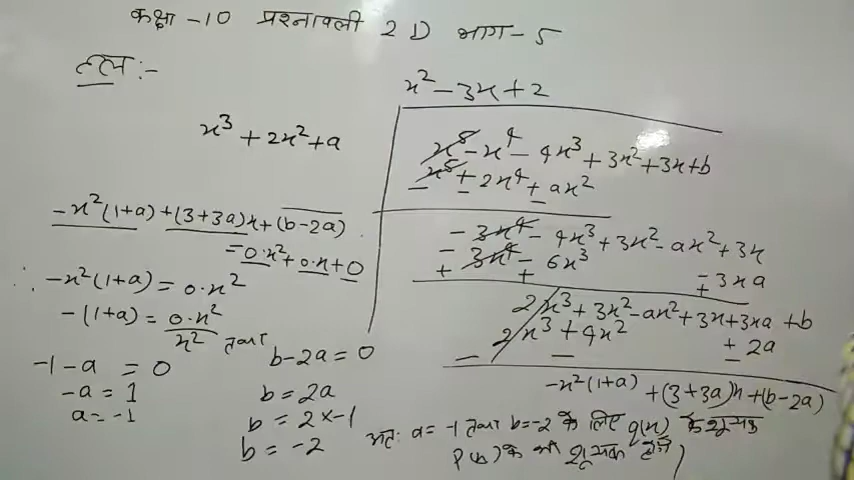 कक्षा -10 प्रश्नावली 2 D भाग-5
हल :-
x² - 3x + 2
x³ + 2x² + a
x⁵ - x⁴ - 4x³ + 3x² + 3x + b
x⁵ + 2x⁴ + ax²
- - -
- 3x⁴ - 4x³ + 3x² - ax² + 3x
- 3x⁴ - 6x³ - 3xa
+ + +
2x³ + 3x² - ax² + 3x + 3xa + b
2x³ + 4x² + 2a
- - -
-x²(1+a) + (3+3a)x + (b-2a)
-x²(1+a) + (3+3a)x + (b-2a)
= 0·x² + 0·x + 0
∴ -x²(1+a) = 0·x²
-(1+a) = 0·x²/x² तथा
-1-a = 0
-a = 1
a = -1
b-2a = 0
b = 2a
b = 2×-1
b = -2
अतः a = -1 तथा b = -2 के लिए q(x) के शून्यक
p(x) के भी शून्यक होंगे